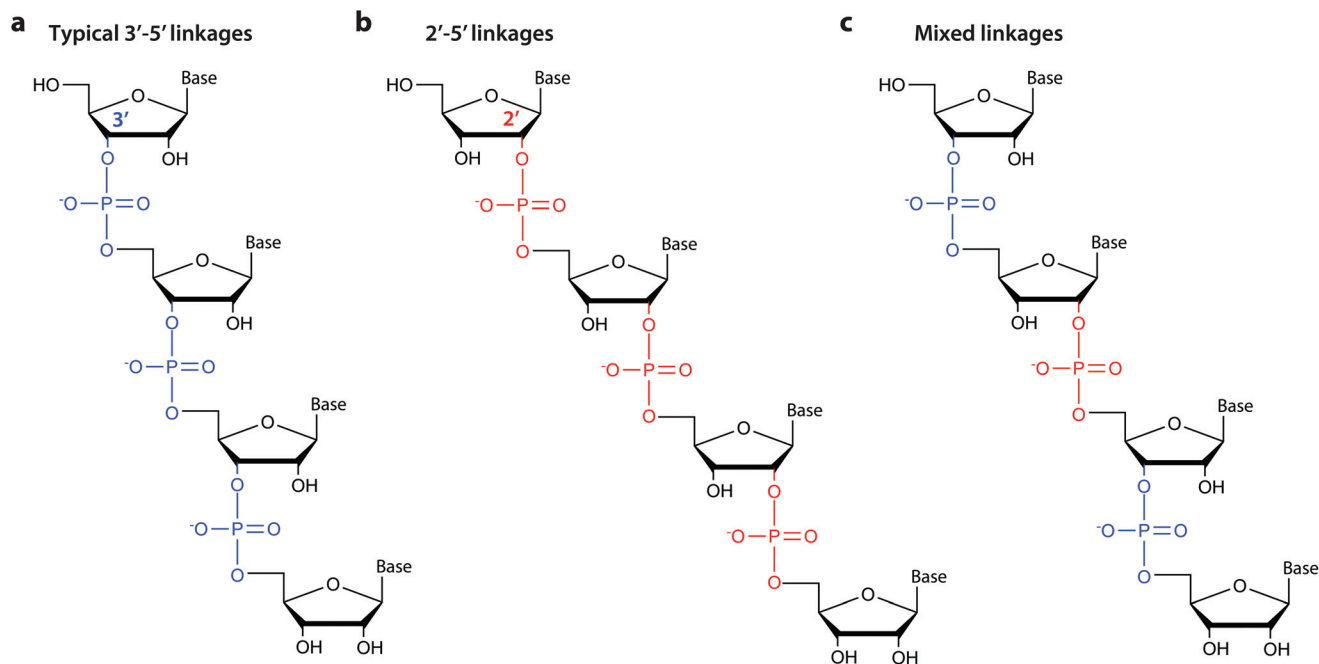 a Typical 3′-5′ linkages
b 2′-5′ linkages
c Mixed linkages
HO
O
Base
3′
O
OH
⁻O
P
O
O
O
Base
O
OH
⁻O
P
O
O
O
Base
O
OH
⁻O
P
O
O
O
Base
OH
OH
HO
O
Base
2′
OH
O
⁻O
P
O
O
O
Base
OH
O
⁻O
P
O
O
O
Base
OH
O
⁻O
P
O
O
O
Base
OH
OH
HO
O
Base
O
OH
⁻O
P
O
O
O
Base
OH
O
⁻O
P
O
O
O
Base
O
OH
⁻O
P
O
O
O
Base
OH
OH